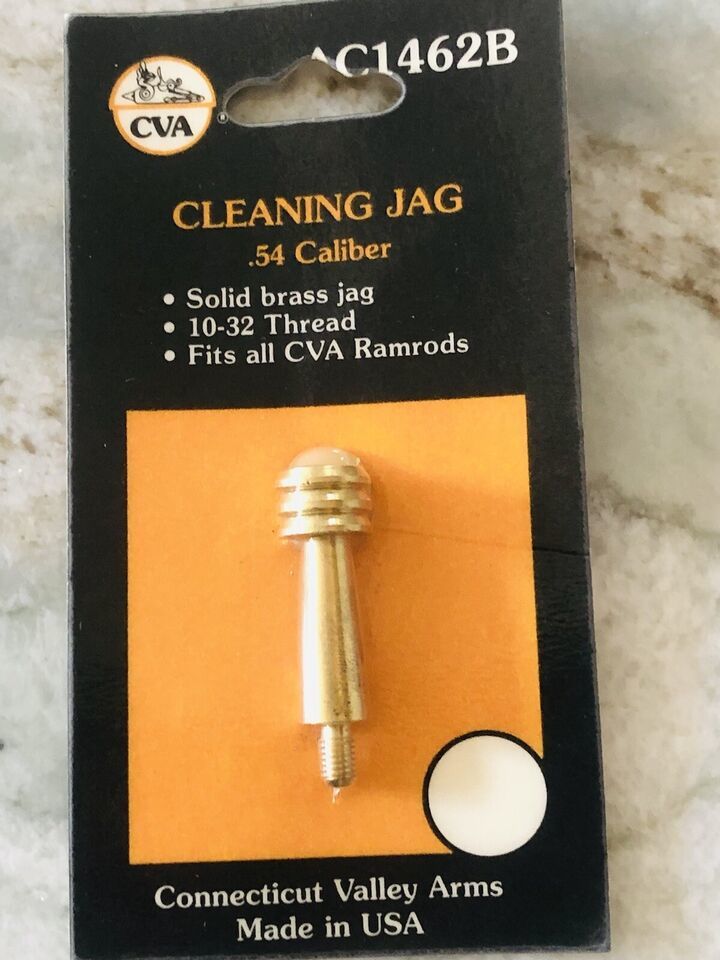 AC1462B
CVA®
CLEANING JAG
.54 Caliber
• Solid brass jag
• 10-32 Thread
• Fits all CVA Ramrods
Connecticut Valley Arms
Made in USA